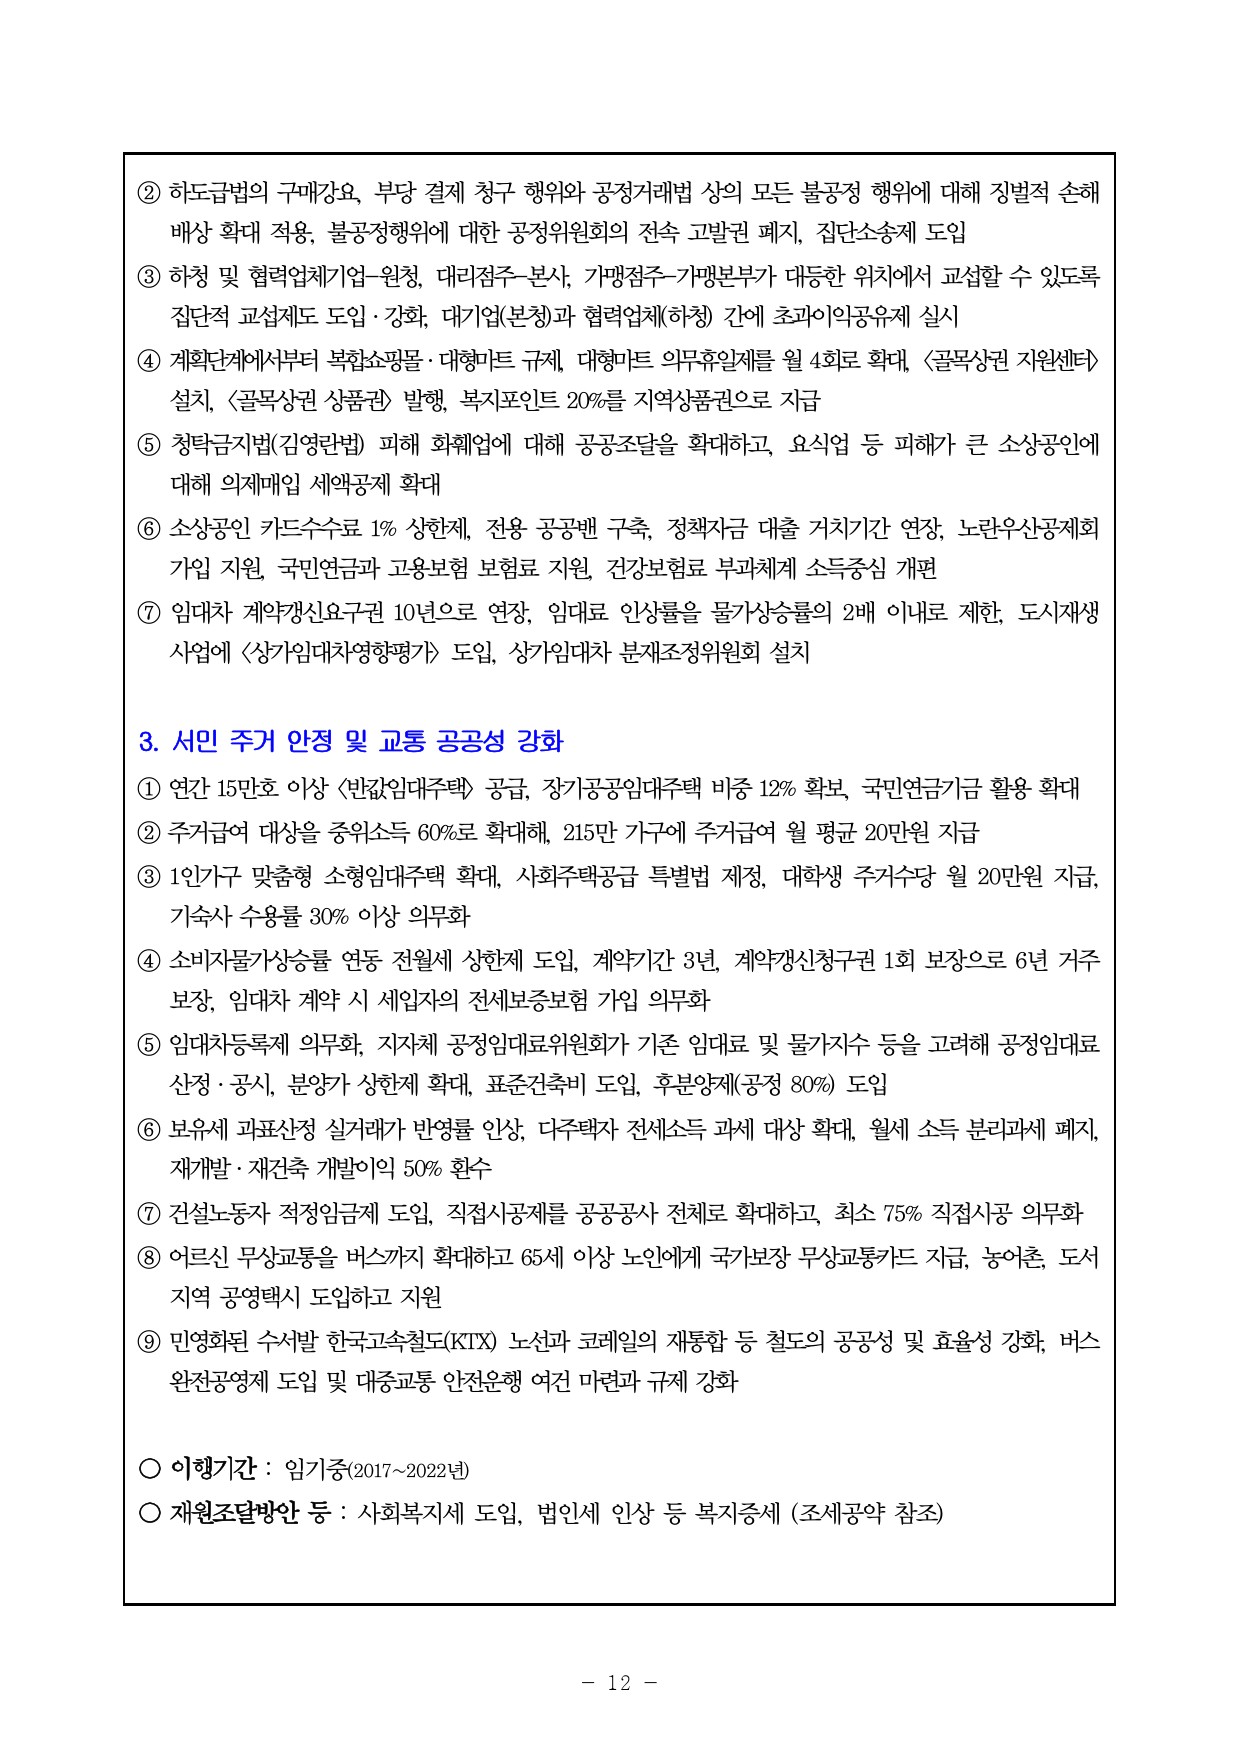 ② 하도급법의 구매강요, 부당 결제 청구 행위와 공정거래법 상의 모든 불공정 행위에 대해 징벌적 손해
배상 확대 적용, 불공정행위에 대한 공정위원회의 전속 고발권 폐지, 집단소송제 도입
③ 하청 및 협력업체기업-원청, 대리점주-본사, 가맹점주-가맹본부가 대등한 위치에서 교섭할 수 있도록
집단적 교섭제도 도입·강화, 대기업(본청)과 협력업체(하청) 간에 초과이익공유제 실시
④ 계획단계에서부터 복합쇼핑몰·대형마트 규제, 대형마트 의무휴일제를 월 4회로 확대, 〈골목상권 지원센터〉
설치, 〈골목상권 상품권〉 발행, 복지포인트 20%를 지역상품권으로 지급
⑤ 청탁금지법(김영란법) 피해 화훼업에 대해 공공조달을 확대하고, 요식업 등 피해가 큰 소상공인에
대해 의제매입 세액공제 확대
⑥ 소상공인 카드수수료 1% 상한제, 전용 공공밴 구축, 정책자금 대출 거치기간 연장, 노란우산공제회
가입 지원, 국민연금과 고용보험 보험료 지원, 건강보험료 부과체계 소득중심 개편
⑦ 임대차 계약갱신요구권 10년으로 연장, 임대료 인상률을 물가상승률의 2배 이내로 제한, 도시재생
사업에 〈상가임대차영향평가〉 도입, 상가임대차 분재조정위원회 설치
3. 서민 주거 안정 및 교통 공공성 강화
① 연간 15만호 이상 〈반값임대주택〉 공급, 장기공공임대주택 비중 12% 확보, 국민연금기금 활용 확대
② 주거급여 대상을 중위소득 60%로 확대해, 215만 가구에 주거급여 월 평균 20만원 지급
③ 1인가구 맞춤형 소형임대주택 확대, 사회주택공급 특별법 제정, 대학생 주거수당 월 20만원 지급,
기숙사 수용률 30% 이상 의무화
④ 소비자물가상승률 연동 전월세 상한제 도입, 계약기간 3년, 계약갱신청구권 1회 보장으로 6년 거주
보장, 임대차 계약 시 세입자의 전세보증보험 가입 의무화
⑤ 임대차등록제 의무화, 지자체 공정임대료위원회가 기존 임대료 및 물가지수 등을 고려해 공정임대료
산정·공시, 분양가 상한제 확대, 표준건축비 도입, 후분양제(공정 80%) 도입
⑥ 보유세 과표산정 실거래가 반영률 인상, 다주택자 전세소득 과세 대상 확대, 월세 소득 분리과세 폐지,
재개발·재건축 개발이익 50% 환수
⑦ 건설노동자 적정임금제 도입, 직접시공제를 공공공사 전체로 확대하고, 최소 75% 직접시공 의무화
⑧ 어르신 무상교통을 버스까지 확대하고 65세 이상 노인에게 국가보장 무상교통카드 지급, 농어촌, 도서
지역 공영택시 도입하고 지원
⑨ 민영화된 수서발 한국고속철도(KTX) 노선과 코레일의 재통합 등 철도의 공공성 및 효율성 강화, 버스
완전공영제 도입 및 대중교통 안전운행 여건 마련과 규제 강화
○ 이행기간 : 임기중(2017~2022년)
○ 재원조달방안 등 : 사회복지세 도입, 법인세 인상 등 복지증세 (조세공약 참조)
- 12 -